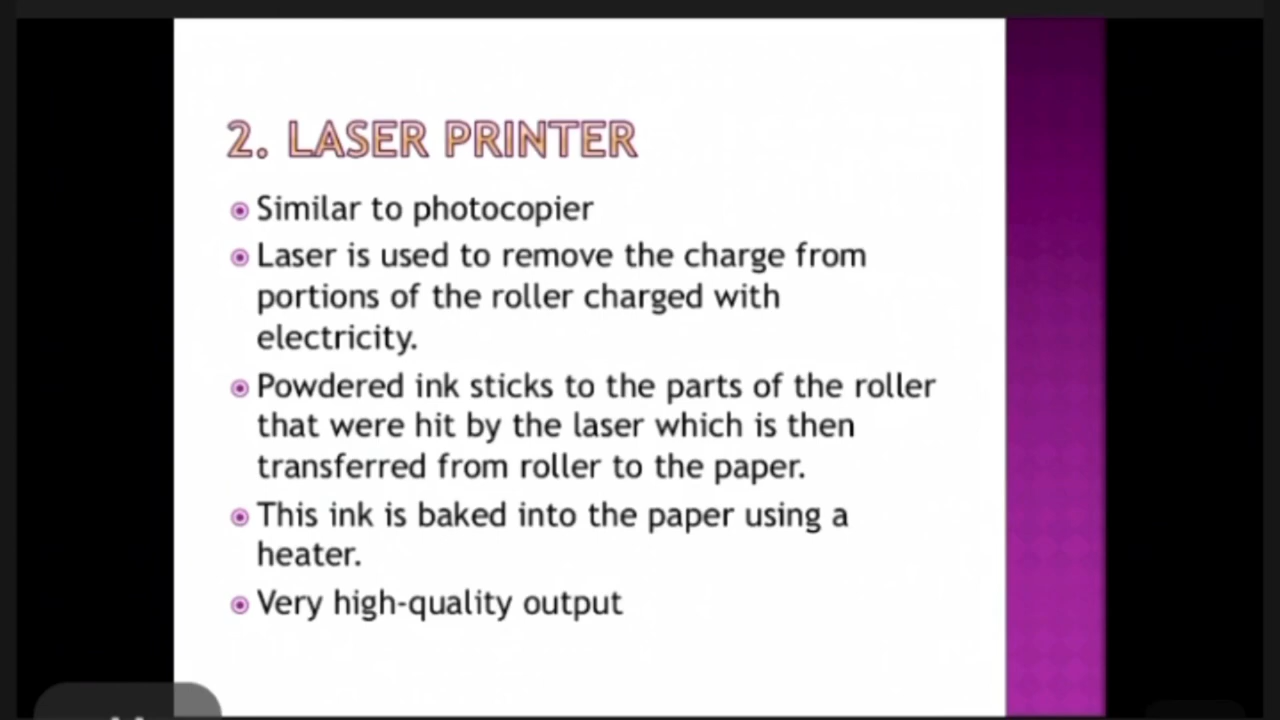 2. LASER PRINTER
Similar to photocopier
Laser is used to remove the charge from
portions of the roller charged with
electricity.
Powdered ink sticks to the parts of the roller
that were hit by the laser which is then
transferred from roller to the paper.
This ink is baked into the paper using a
heater.
Very high-quality output